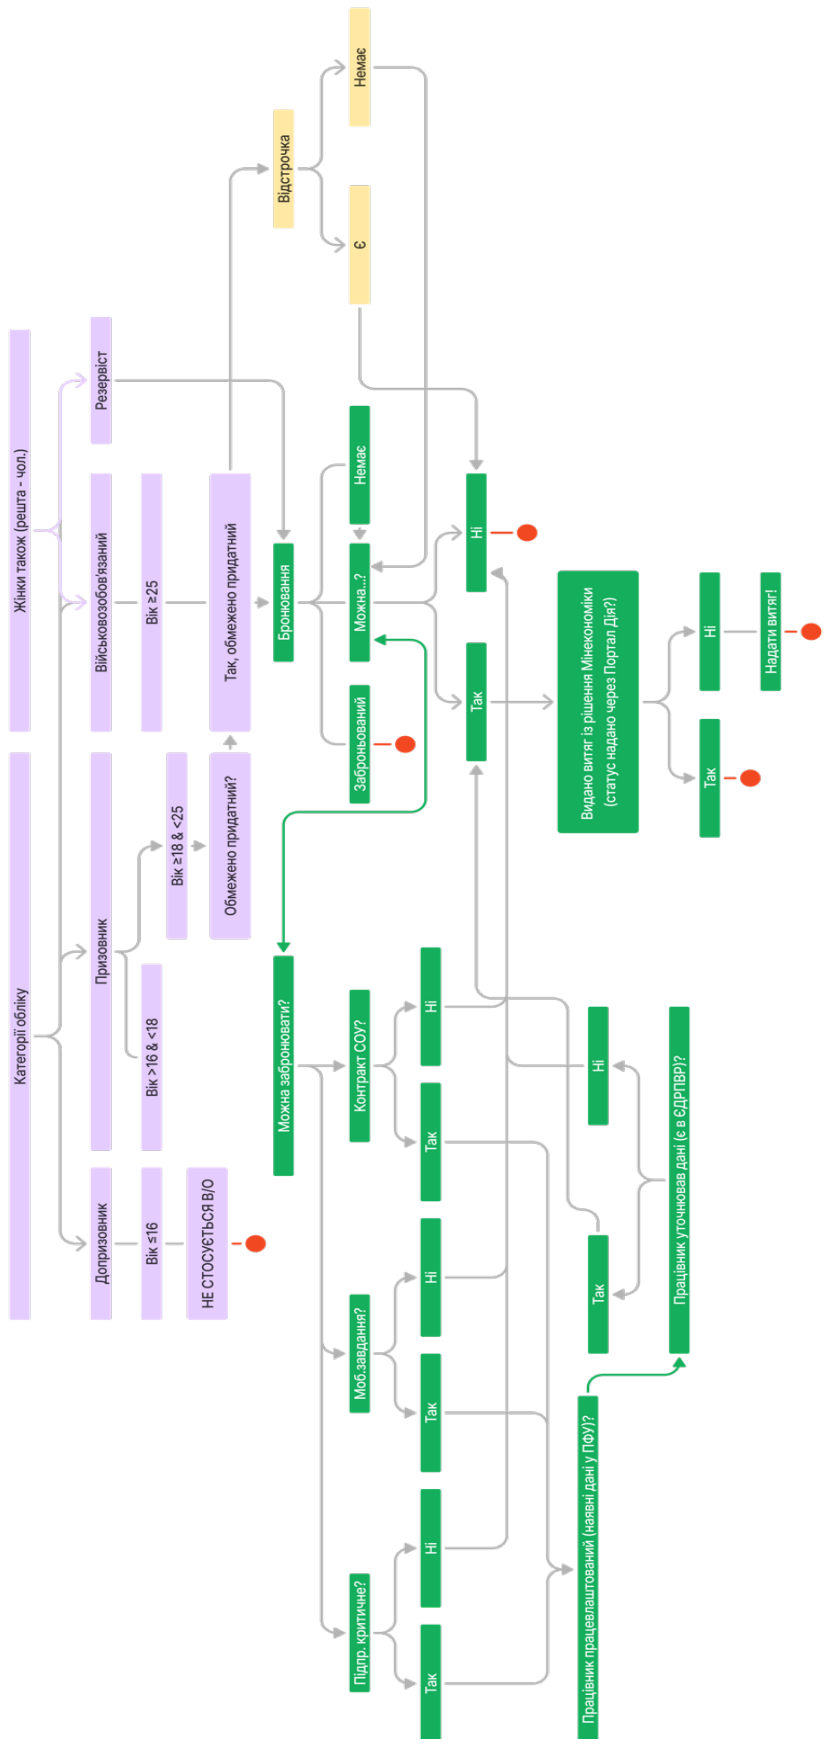 Категорії обліку
Жінки також (решта - чол.)
Допризовник
Призовник
Військовозобов'язаний
Резервіст
Вік ≤16
Вік >16 & <18
Вік ≥25
Вік ≥18 & <25
НЕ СТОСУЄТЬСЯ В/О
Обмежено придатний?
Так, обмежено придатний
Можна забронювати?
Бронювання
Відстрочка
Підпр. критичне?
Моб.завдання?
Контракт СОУ?
Заброньований
Можна...?
Немає
Є
Немає
Так
Ні
Так
Ні
Так
Ні
Так
Ні
Працівник працевлаштований (наявні дані у ПФУ)?
Так
Ні
Видано витяг із рішення Мінекономіки
(статус надано через Портал Дія?)
Працівник уточнював дані (є в ЄДРПВР)?
Так
Ні
Надати витяг!